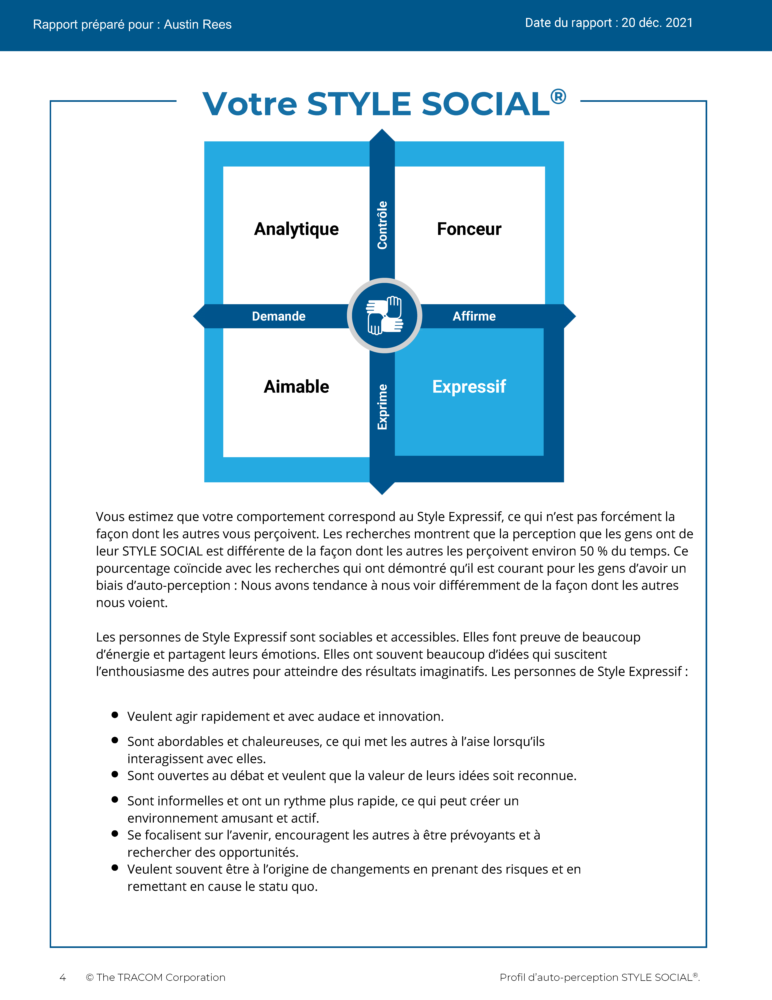 Rapport préparé pour : Austin Rees
Date du rapport : 20 déc. 2021
Votre STYLE SOCIAL®
Contrôle
Analytique
Fonceur
Demande
Affirme
Aimable
Expressif
Exprime
Vous estimez que votre comportement correspond au Style Expressif, ce qui n’est pas forcément la
façon dont les autres vous perçoivent. Les recherches montrent que la perception que les gens ont de
leur STYLE SOCIAL est différente de la façon dont les autres les perçoivent environ 50 % du temps. Ce
pourcentage coïncide avec les recherches qui ont démontré qu’il est courant pour les gens d’avoir un
biais d’auto-perception : Nous avons tendance à nous voir différemment de la façon dont les autres
nous voient.
Les personnes de Style Expressif sont sociables et accessibles. Elles font preuve de beaucoup
d’énergie et partagent leurs émotions. Elles ont souvent beaucoup d’idées qui suscitent
l’enthousiasme des autres pour atteindre des résultats imaginatifs. Les personnes de Style Expressif :
● Veulent agir rapidement et avec audace et innovation.
● Sont abordables et chaleureuses, ce qui met les autres à l’aise lorsqu’ils
interagissent avec elles.
● Sont ouvertes au débat et veulent que la valeur de leurs idées soit reconnue.
● Sont informelles et ont un rythme plus rapide, ce qui peut créer un
environnement amusant et actif.
● Se focalisent sur l’avenir, encouragent les autres à être prévoyants et à
rechercher des opportunités.
● Veulent souvent être à l’origine de changements en prenant des risques et en
remettant en cause le statu quo.
4 © The TRACOM Corporation
Profil d’auto-perception STYLE SOCIAL®.